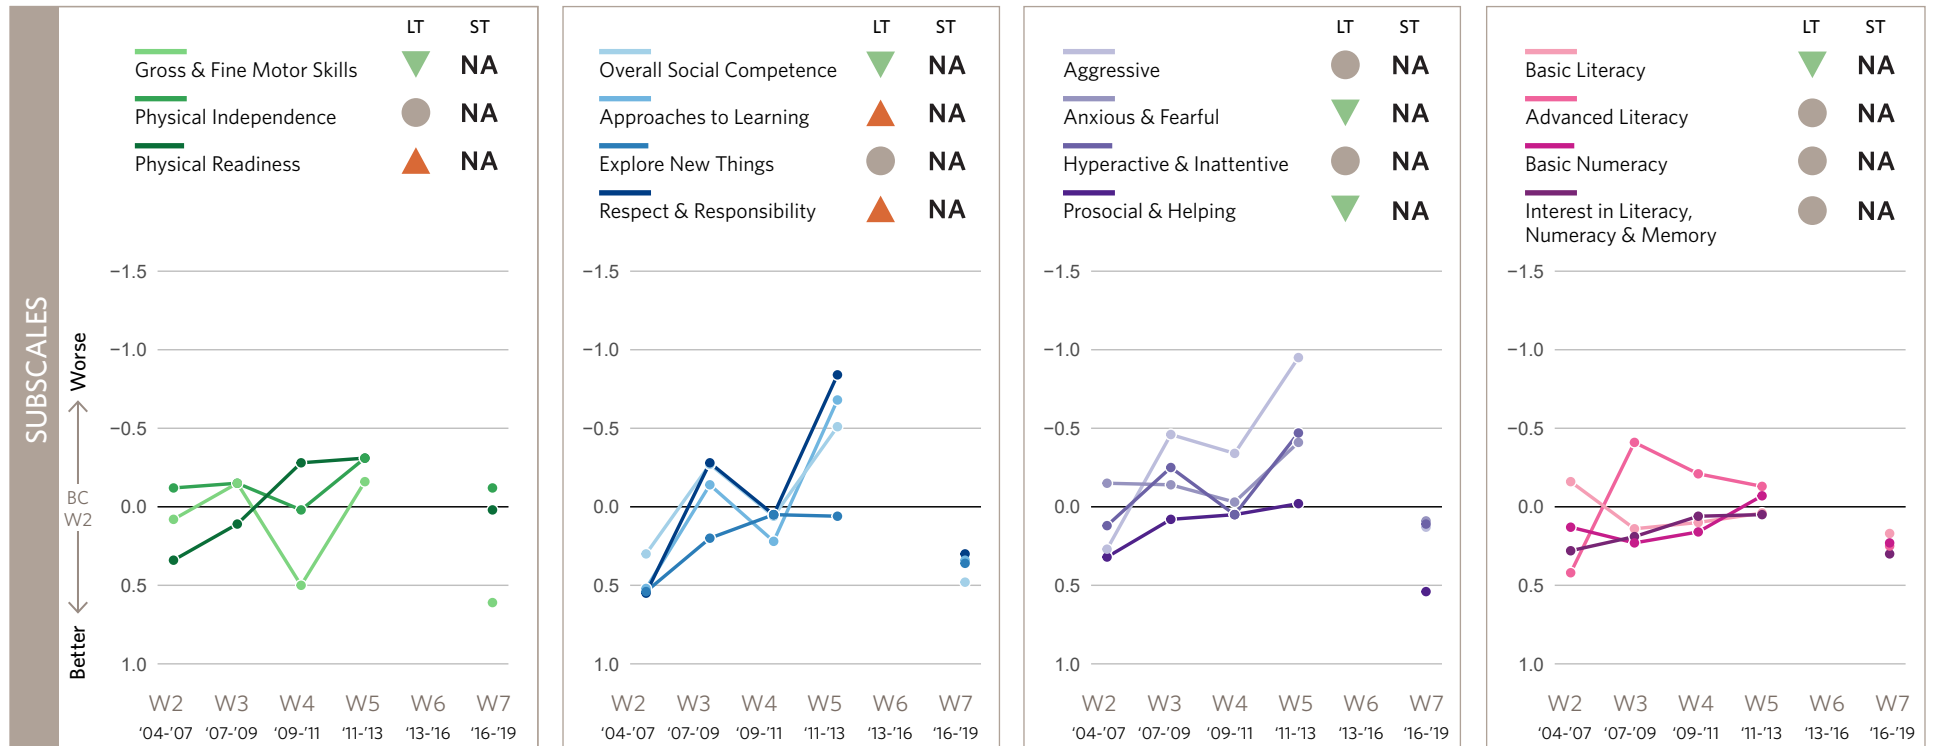 SUBSCALES
Worse
BC
W2
Better
LT ST
Gross & Fine Motor Skills NA
Physical Independence NA
Physical Readiness NA
−1.5
−1.0
−0.5
0.0
0.5
1.0
W2 W3 W4 W5 W6 W7
‘04-’07 ‘07-’09 ‘09-’11 ‘11-’13 ‘13-’16 ‘16-’19
LT ST
Overall Social Competence NA
Approaches to Learning NA
Explore New Things NA
Respect & Responsibility NA
−1.5
−1.0
−0.5
0.0
0.5
1.0
W2 W3 W4 W5 W6 W7
‘04-’07 ‘07-’09 ‘09-’11 ‘11-’13 ‘13-’16 ‘16-’19
LT ST
Aggressive NA
Anxious & Fearful NA
Hyperactive & Inattentive NA
Prosocial & Helping NA
−1.5
−1.0
−0.5
0.0
0.5
1.0
W2 W3 W4 W5 W6 W7
‘04-’07 ‘07-’09 ‘09-’11 ‘11-’13 ‘13-’16 ‘16-’19
LT ST
Basic Literacy NA
Advanced Literacy NA
Basic Numeracy NA
Interest in Literacy, NA
Numeracy & Memory
−1.5
−1.0
−0.5
0.0
0.5
1.0
W2 W3 W4 W5 W6 W7
‘04-’07 ‘07-’09 ‘09-’11 ‘11-’13 ‘13-’16 ‘16-’19